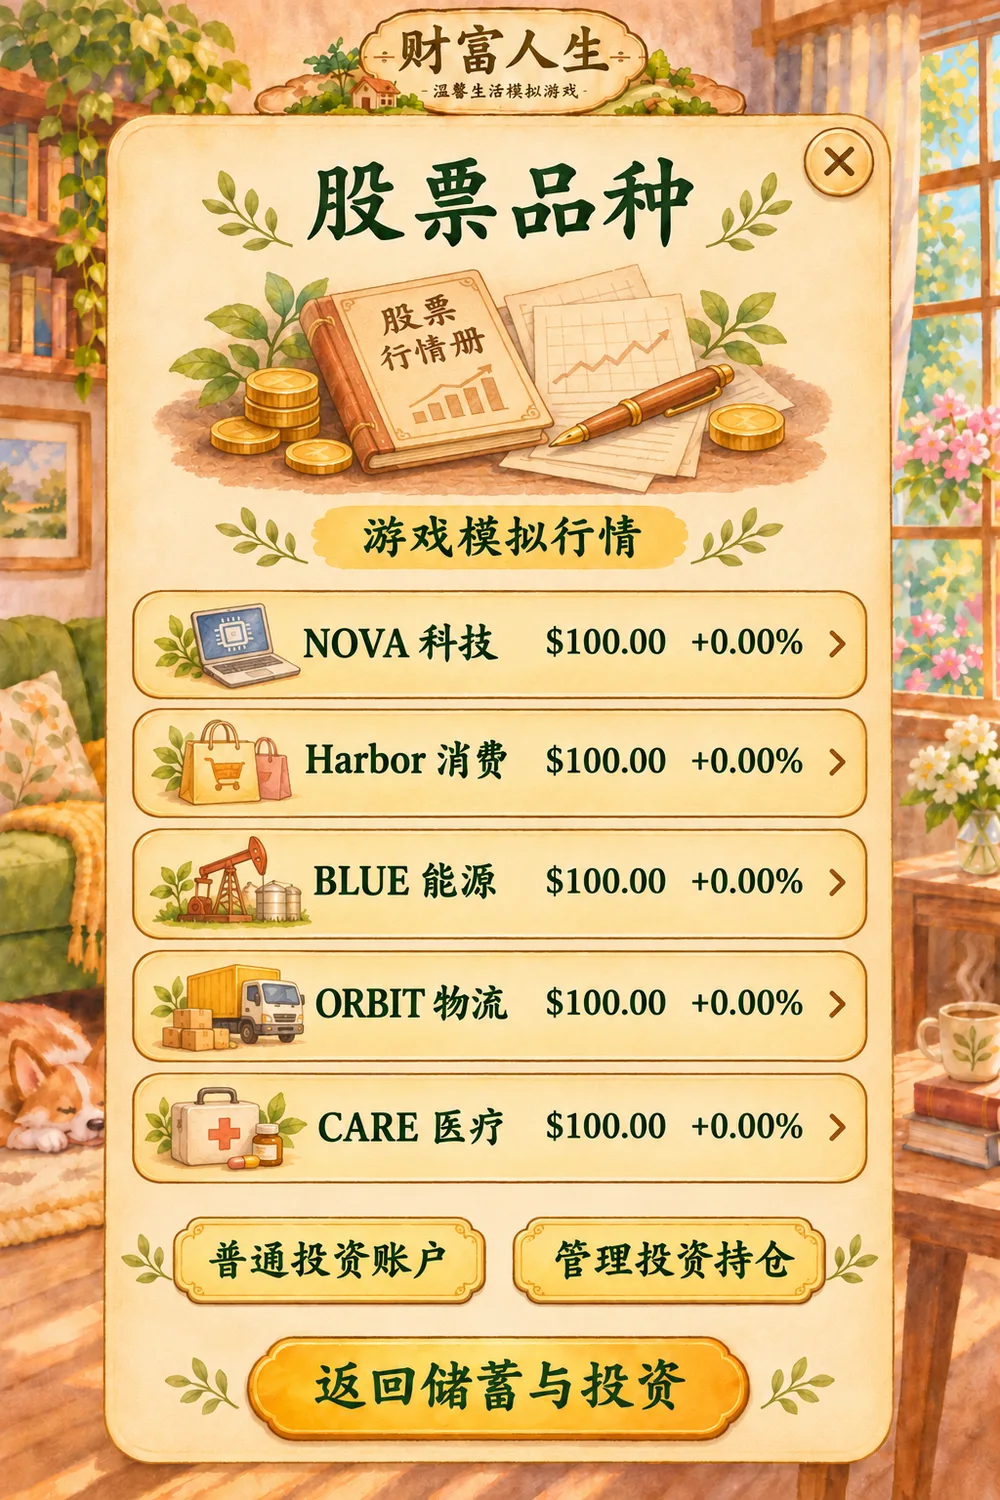 财富人生
-温馨生活模拟游戏-
股票品种
股票
行情册
游戏模拟行情
NOVA 科技 $100.00 +0.00%
Harbor 消费 $100.00 +0.00%
BLUE 能源 $100.00 +0.00%
ORBIT 物流 $100.00 +0.00%
CARE 医疗 $100.00 +0.00%
普通投资账户
管理投资持仓
返回储蓄与投资